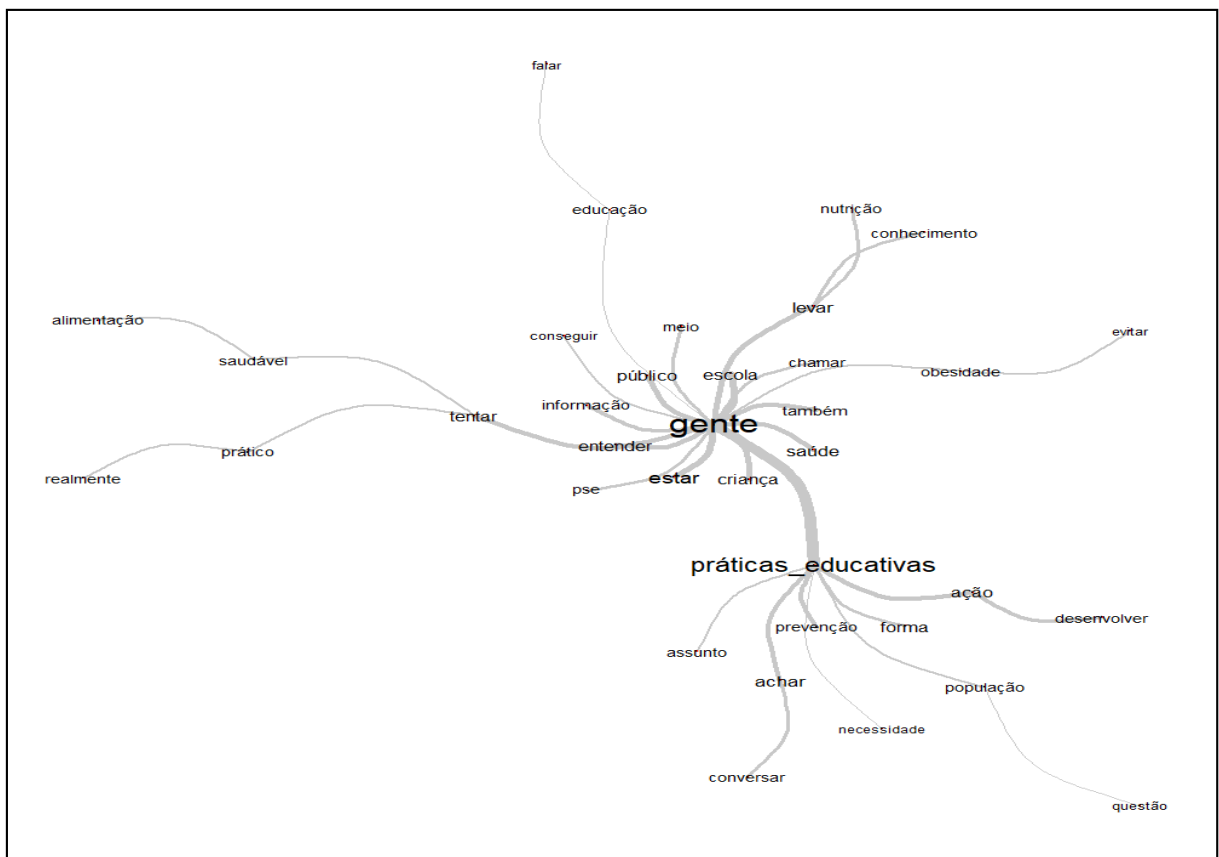 falar
educação
nutrição
conhecimento
levar
alimentação
meio
evitar
conseguir
saudável
chamar
público
escola
obesidade
informação
também
tentar
gente
entender
prático
saúde
realmente
estar
criança
pse
práticas_educativas
ação
desenvolver
prevenção
forma
assunto
achar
população
necessidade
conversar
questão